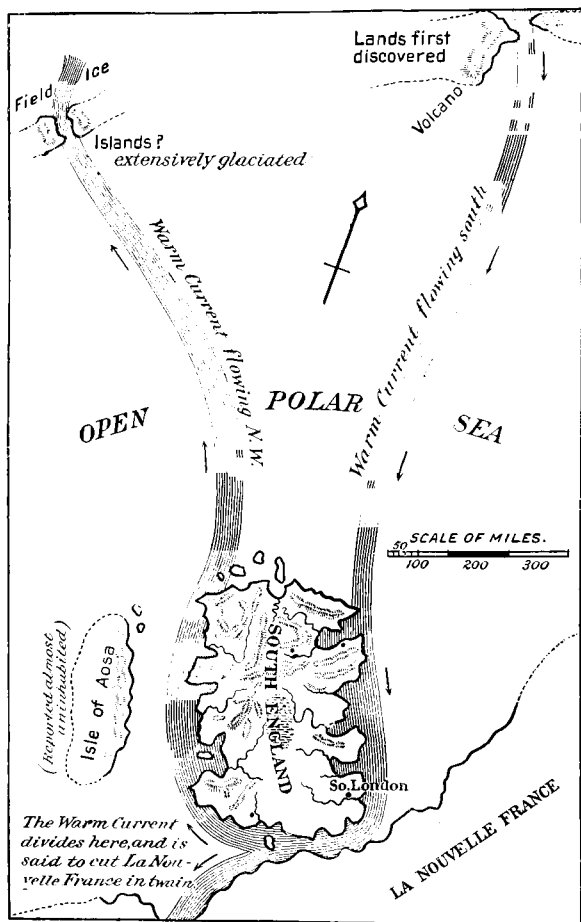 Lands first
discovered
Volcano
Field Ice
Islands?
extensively glaciated
Warm Current flowing N.W.
Warm Current flowing south
OPEN POLAR SEA
SCALE OF MILES.
50
100 200 300
SOUTH ENGLAND
So. London
Isle of Aosa
(Reported almost
uninhabited)
The Warm Current
divides here, and is
said to cut La Nou-
velle France in twain
LA NOUVELLE FRANCE